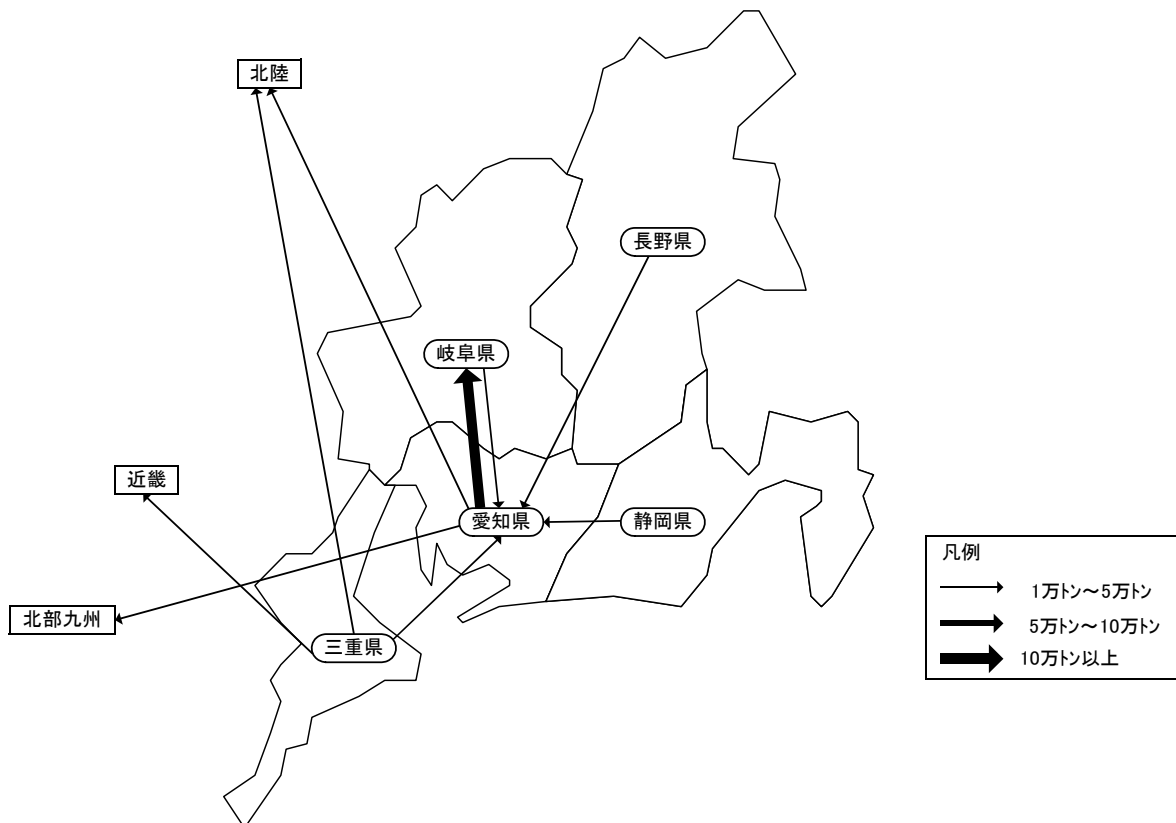 北陸
長野県
岐阜県
近畿
愛知県
静岡県
北部九州
三重県
凡例
1万トン～5万トン
5万トン～10万トン
10万トン以上